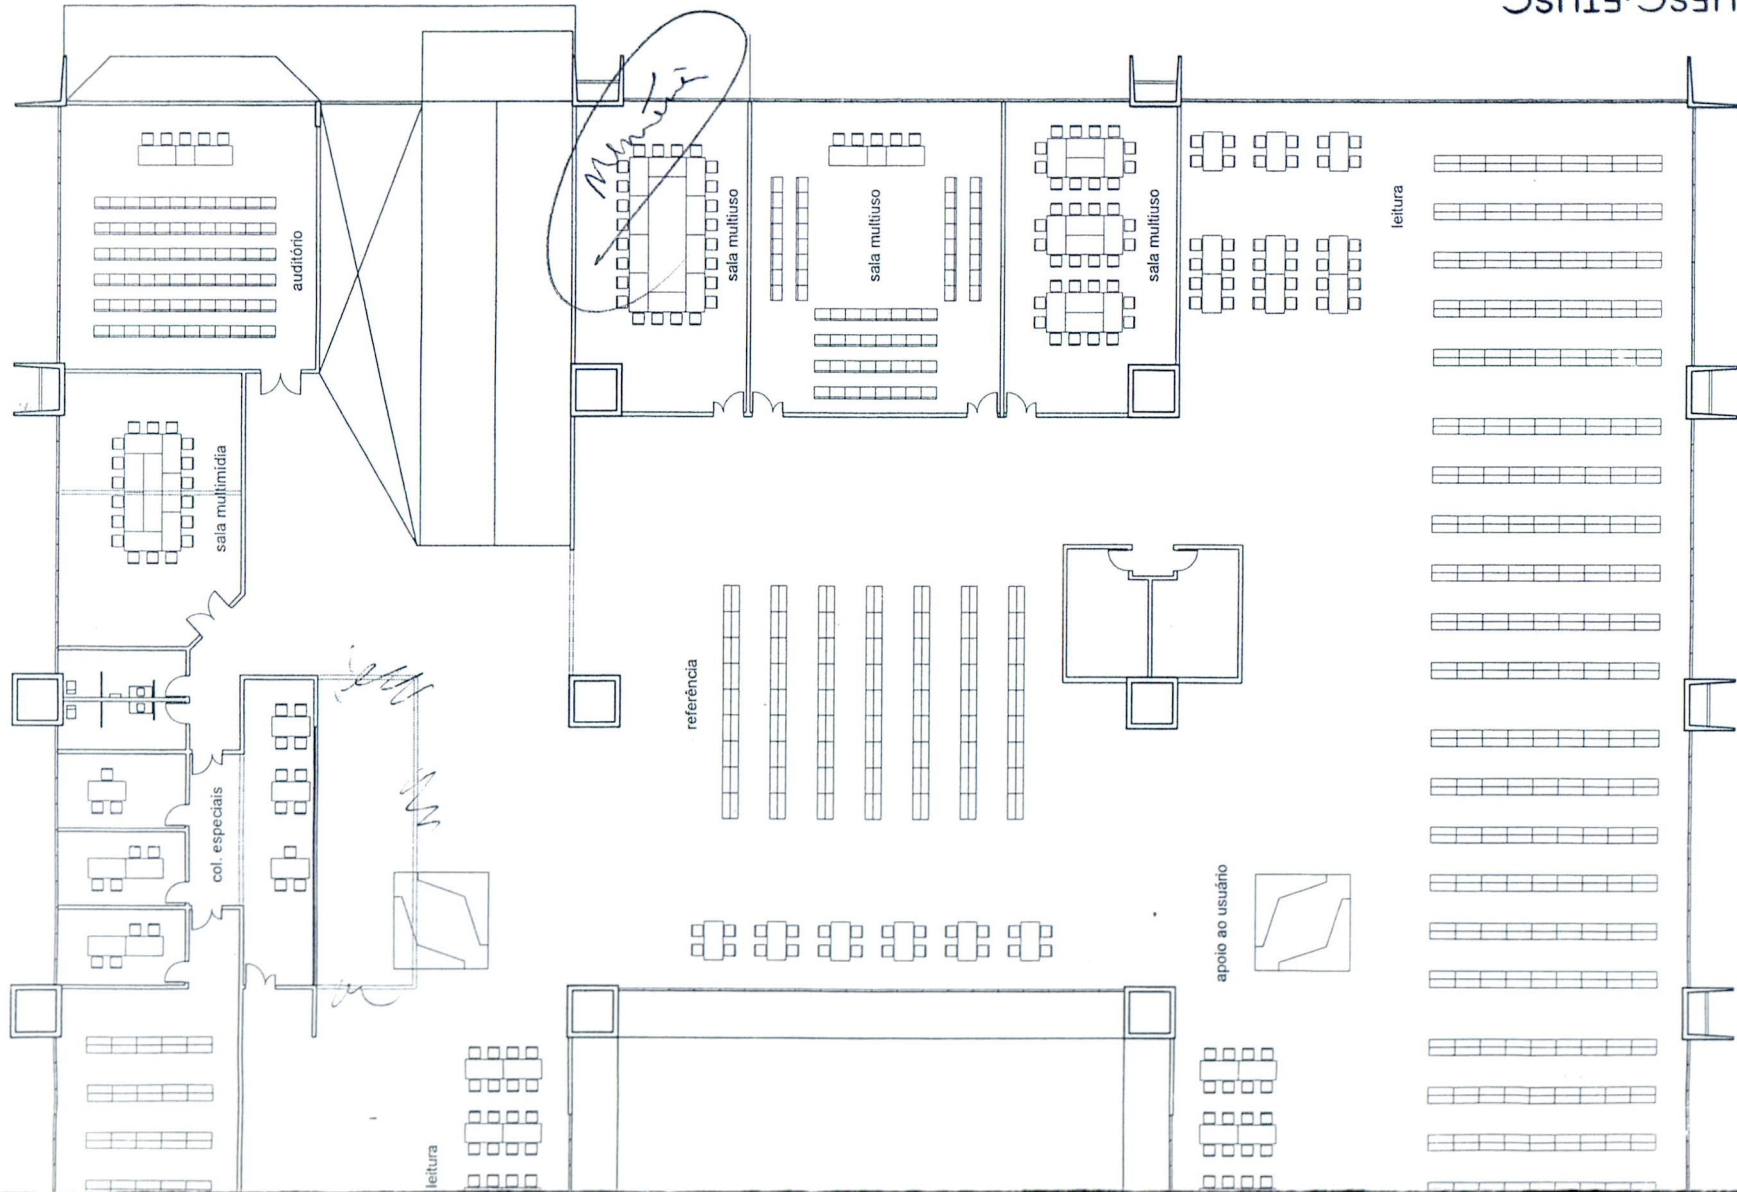 auditório
sala multiuso
sala multiuso
sala multiuso
leitura
sala multimídia
referência
col. especiais
apoio ao usuário
leitura